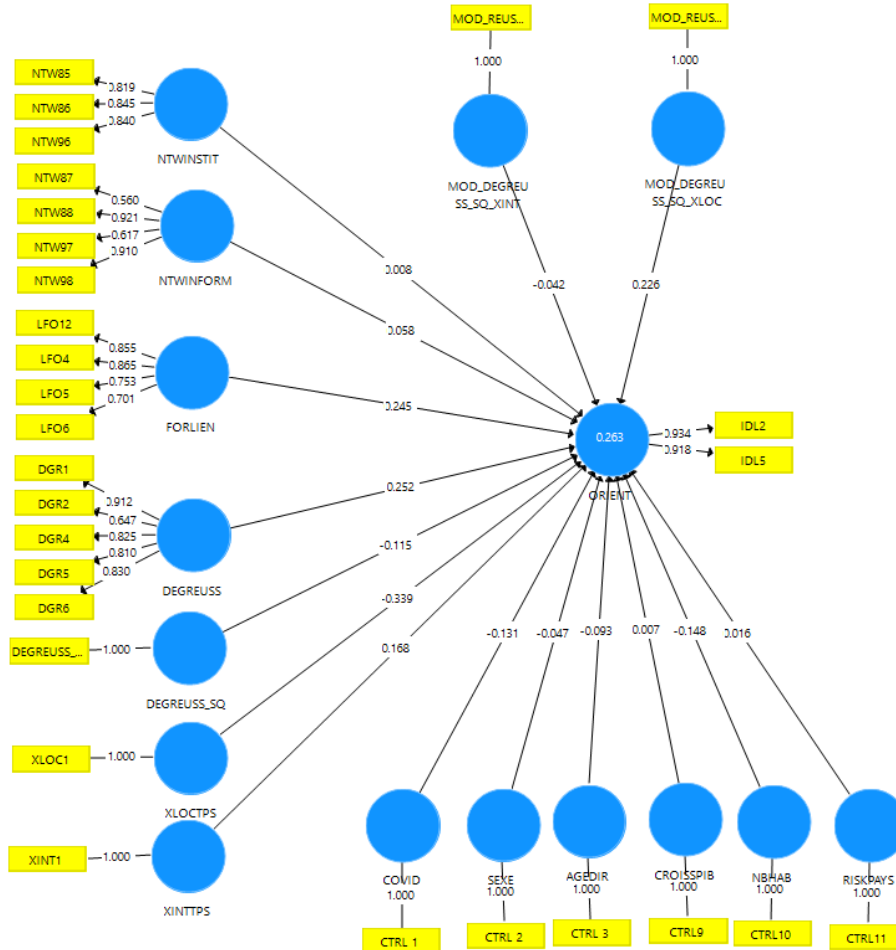 MOD_REUS...
MOD_REUS...
1.000
1.000
NTW85
0.819
NTW86
0.845
NTW96
0.840
NTWINSTIT
MOD_DEGREU
SS_SQ_XINT
MOD_DEGREU
SS_SQ_XLOC
NTW87
0.560
NTW88
0.921
NTW97
0.617
NTW98
0.910
NTWINFORM
0.008
-0.042
0.226
0.058
LFO12
0.855
LFO4
0.865
LFO5
0.753
LFO6
0.701
FORLIEN
0.245
0.263
ORIENT
0.934
IDL2
0.918
IDL5
DGR1
0.912
DGR2
0.647
DGR4
0.825
DGR5
0.810
DGR6
0.830
DEGREUSS
0.252
-0.115
-0.339
0.168
DEGREUSS_...
1.000
DEGREUSS_SQ
-0.131
-0.047
-0.093
0.007
-0.148
0.016
XLOC1
1.000
XLOCTPS
XINT1
1.000
XINTTPS
COVID
SEXE
AGEDIR
CROISSPIB
NBHAB
RISKPAYS
1.000
1.000
1.000
1.000
1.000
1.000
CTRL 1
CTRL 2
CTRL 3
CTRL9
CTRL10
CTRL11